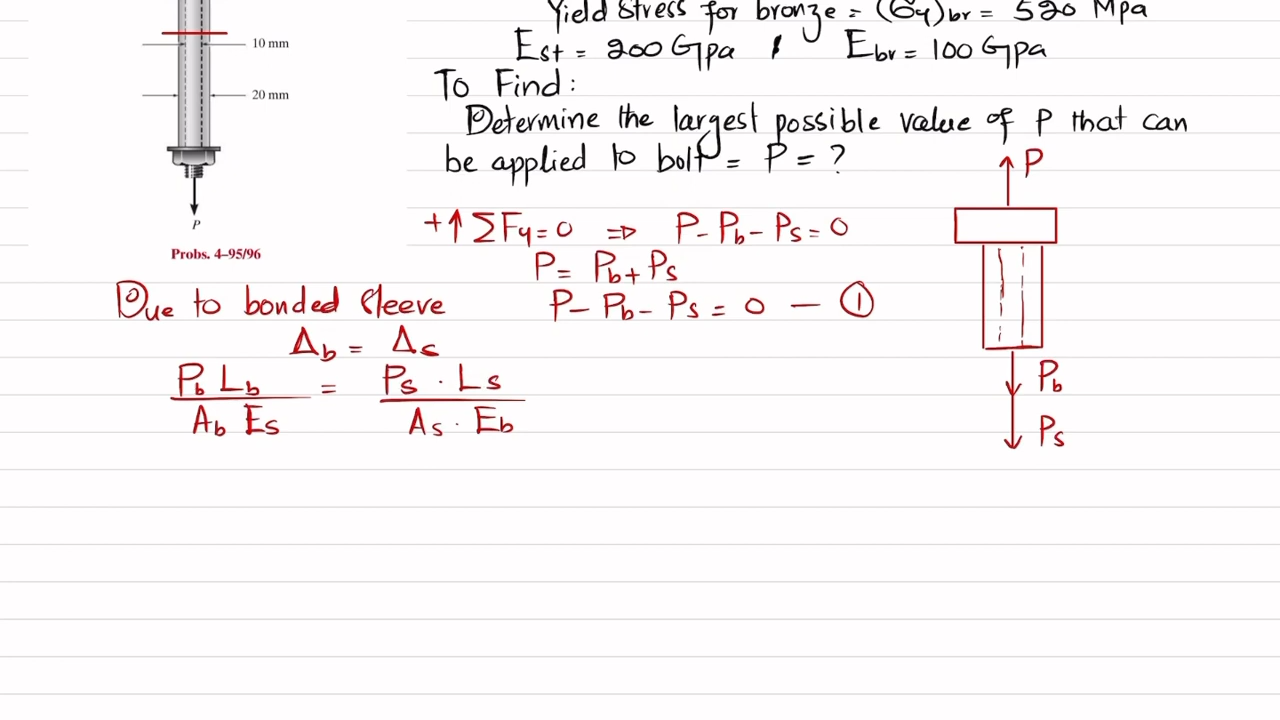 Yield Stress for bronze = (σy)br = 520 Mpa
Est = 200 Gpa , Ebr = 100 Gpa
To Find:
Determine the largest possible value of P that can
be applied to bolt = P = ?
10 mm
20 mm
P
Probs. 4–95/96
+↑ ΣFy = 0 ⇒ P - Pb - Ps = 0
P = Pb + Ps
P - Pb - Ps = 0 — ①
Due to bonded sleeve
Δb = Δs
Pb Lb / Ab Es = Ps · Ls / As · Eb
P
Pb
Ps